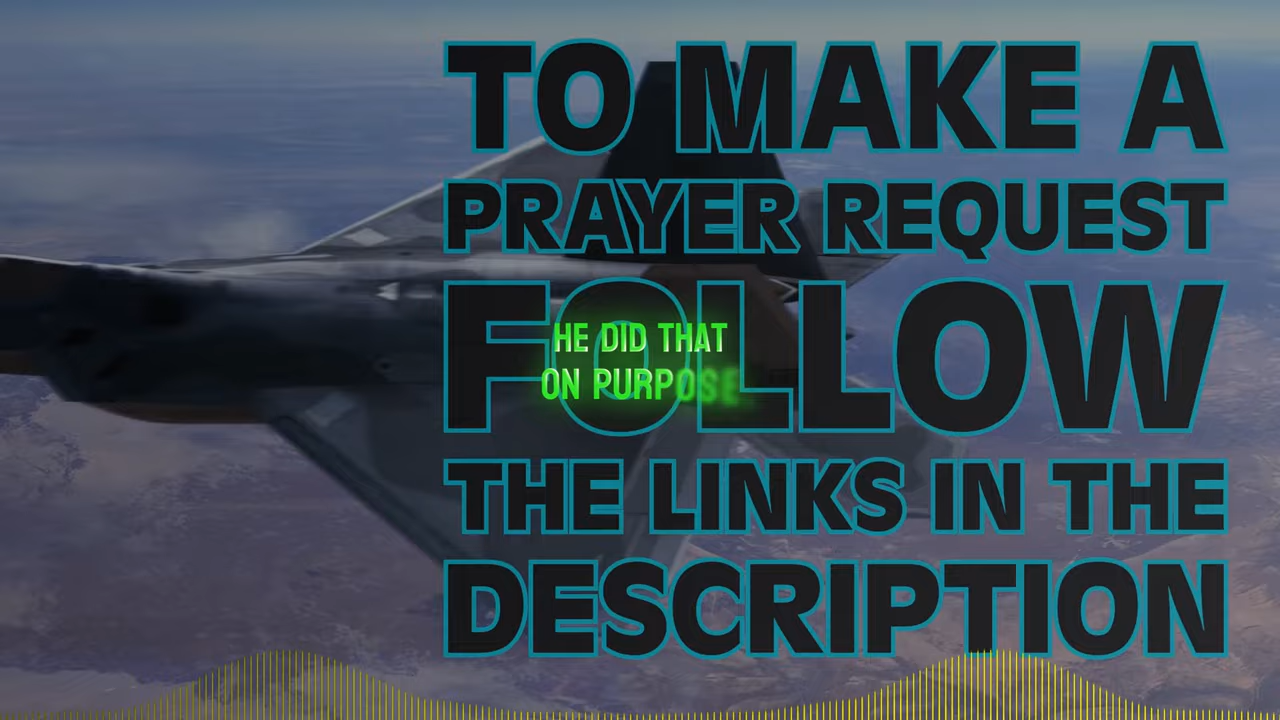 TO MAKE A
PRAYER REQUEST
FOLLOW
HE DID THAT
ON PURPOSE
THE LINKS IN THE
DESCRIPTION